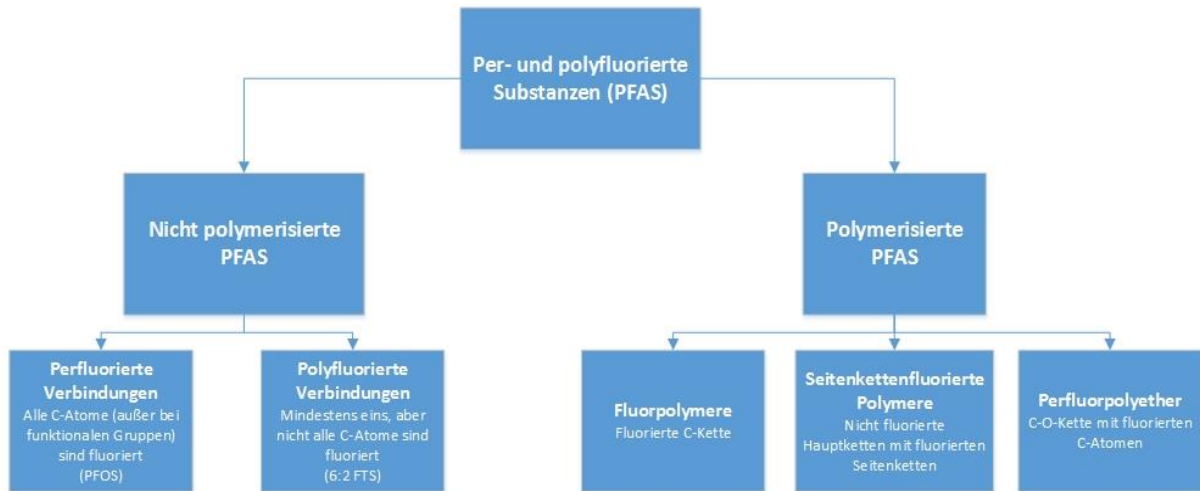 Per- und polyfluorierte
Substanzen (PFAS)
Nicht polymerisierte
PFAS
Polymerisierte
PFAS
Perfluorierte
Verbindungen
Alle C-Atome (außer bei
funktionalen Gruppen)
sind fluoriert
(PFOS)
Polyfluorierte
Verbindungen
Mindestens eins, aber
nicht alle C-Atome sind
fluoriert
(6:2 FTS)
Fluorpolymere
Fluorierte C-Kette
Seitenkettenfluorierte
Polymere
Nicht fluorierte
Hauptketten mit fluorierten
Seitenketten
Perfluorpolyether
C-O-Kette mit fluorierten
C-Atomen